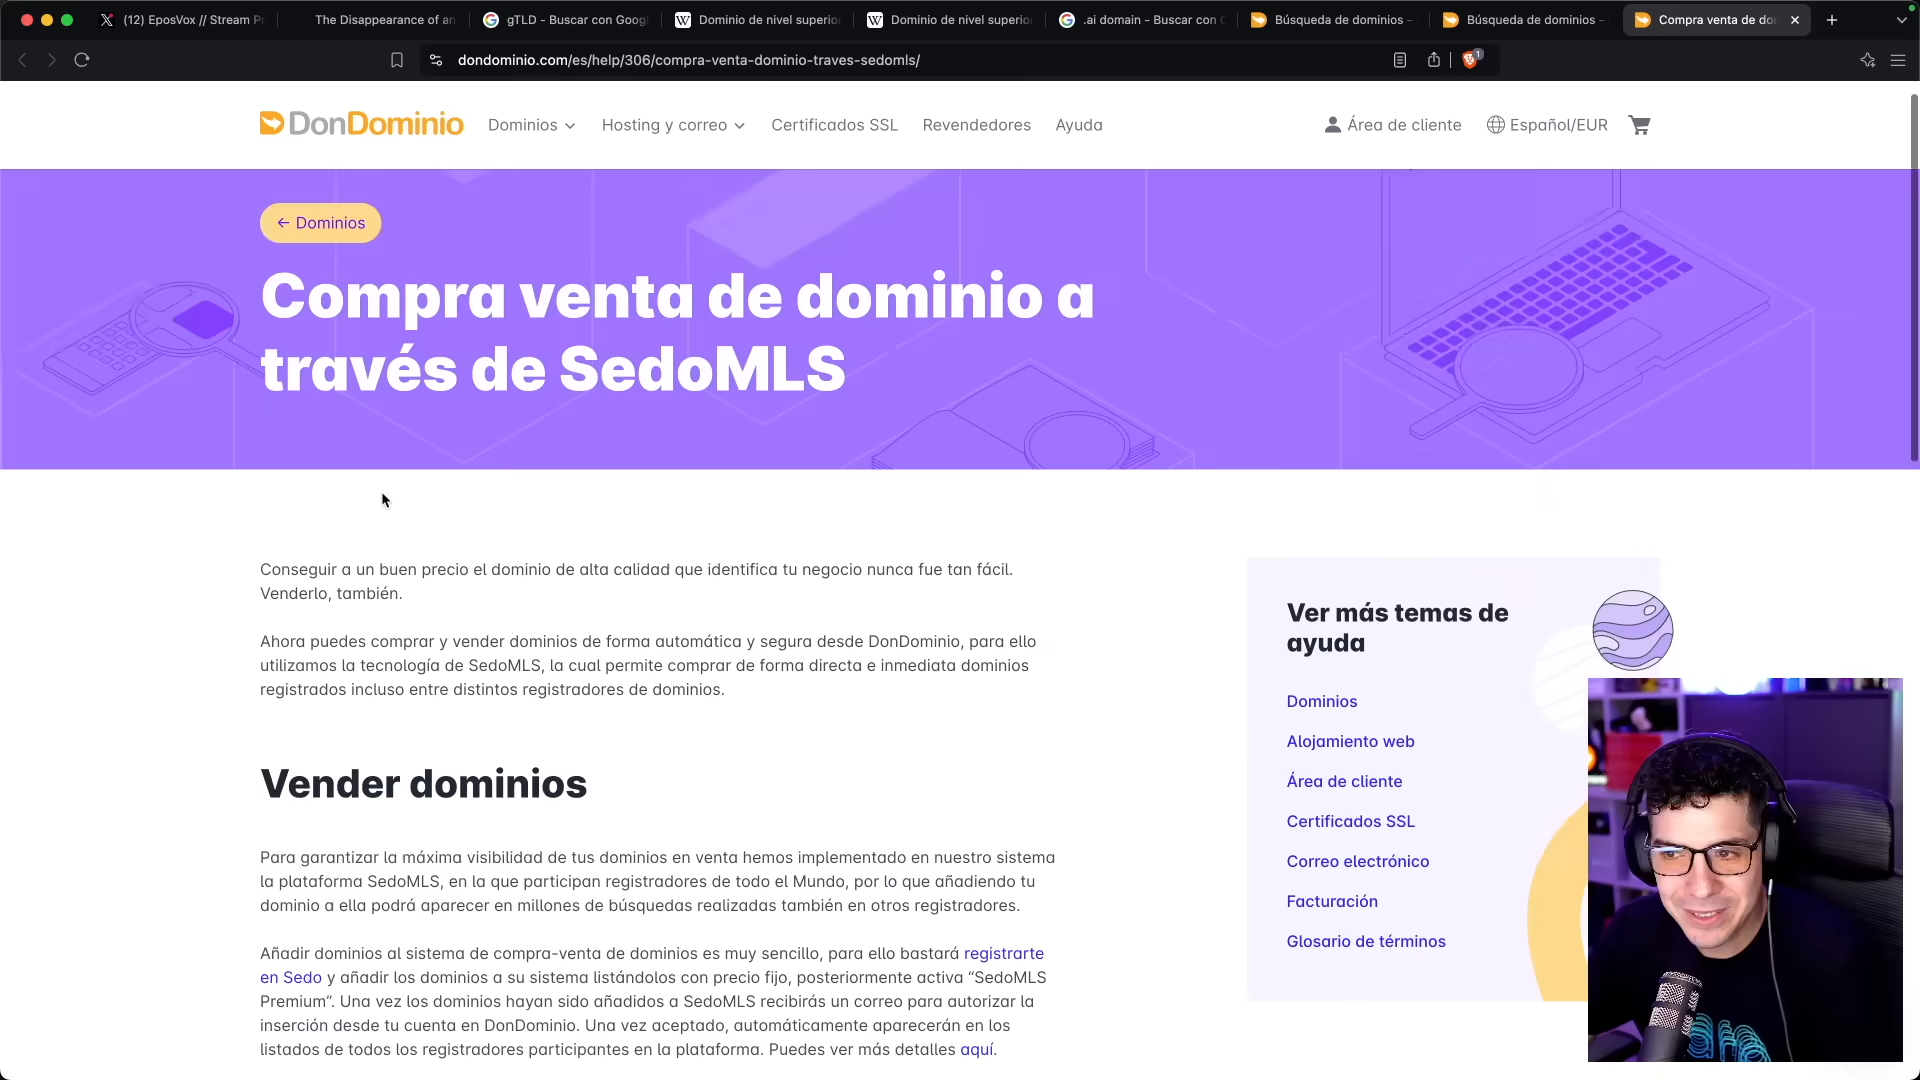 (12) EposVox // Stream Pr
The Disappearance of an
gTLD - Buscar con Googl
Dominio de nivel superior
Dominio de nivel superior
.ai domain - Buscar con G
Búsqueda de dominios -
Búsqueda de dominios -
Compra venta de do
dondominio.com/es/help/306/compra-venta-dominio-traves-sedomls/
1
DonDominio
Dominios
Hosting y correo
Certificados SSL
Revendedores
Ayuda
Área de cliente
Español/EUR
← Dominios
Compra venta de dominio a
través de SedoMLS
Conseguir a un buen precio el dominio de alta calidad que identifica tu negocio nunca fue tan fácil.
Venderlo, también.
Ahora puedes comprar y vender dominios de forma automática y segura desde DonDominio, para ello
utilizamos la tecnología de SedoMLS, la cual permite comprar de forma directa e inmediata dominios
registrados incluso entre distintos registradores de dominios.
Vender dominios
Para garantizar la máxima visibilidad de tus dominios en venta hemos implementado en nuestro sistema
la plataforma SedoMLS, en la que participan registradores de todo el Mundo, por lo que añadiendo tu
dominio a ella podrá aparecer en millones de búsquedas realizadas también en otros registradores.
Añadir dominios al sistema de compra-venta de dominios es muy sencillo, para ello bastará registrarte
en Sedo y añadir los dominios a su sistema listándolos con precio fijo, posteriormente activa “SedoMLS
Premium”. Una vez los dominios hayan sido añadidos a SedoMLS recibirás un correo para autorizar la
inserción desde tu cuenta en DonDominio. Una vez aceptado, automáticamente aparecerán en los
listados de todos los registradores participantes en la plataforma. Puedes ver más detalles aquí.
Ver más temas de
ayuda
Dominios
Alojamiento web
Área de cliente
Certificados SSL
Correo electrónico
Facturación
Glosario de términos